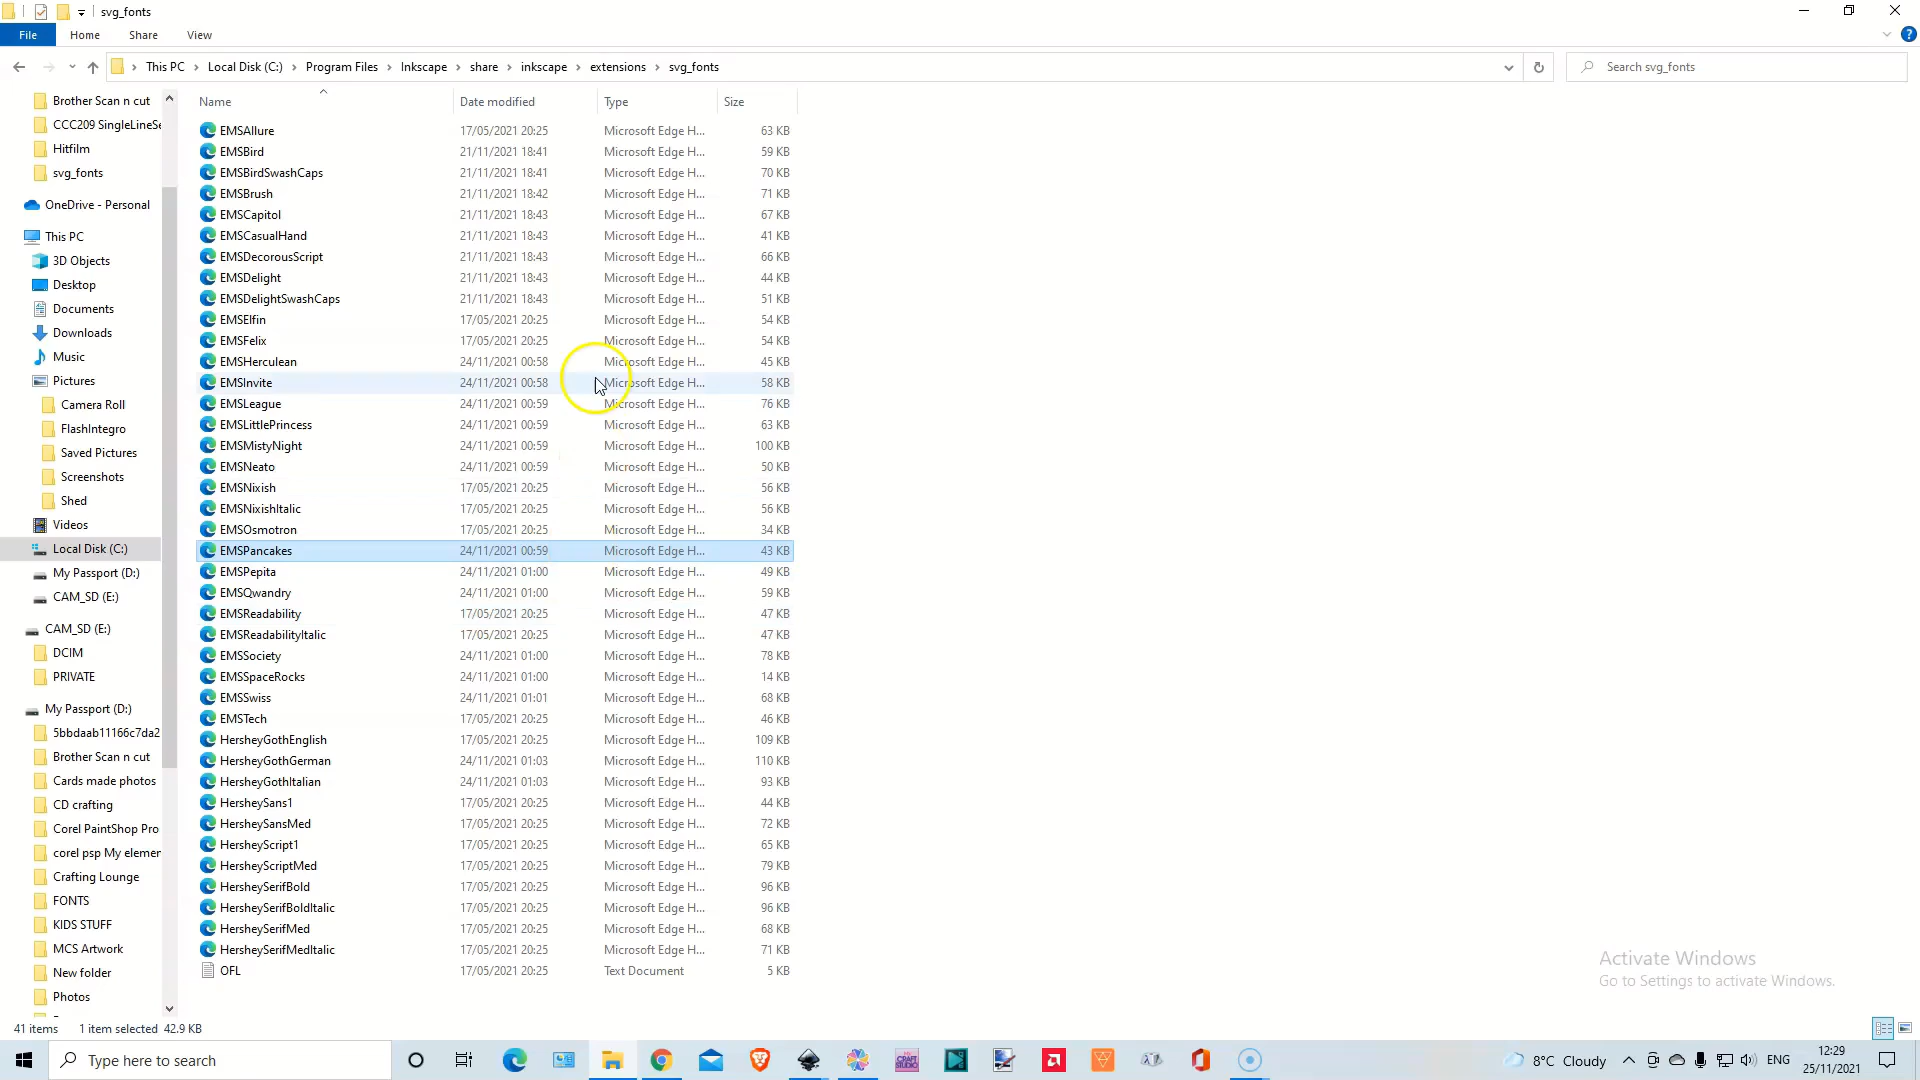 svg_fonts
File Home Share View
This PC Local Disk (C:) Program Files Inkscape share inkscape extensions svg_fonts
Search svg_fonts
Brother Scan n cut
CCC209 SingleLineSe
Hitfilm
svg_fonts
OneDrive - Personal
This PC
3D Objects
Desktop
Documents
Downloads
Music
Pictures
Camera Roll
FlashIntegro
Saved Pictures
Screenshots
Shed
Videos
Local Disk (C:)
My Passport (D:)
CAM_SD (E:)
CAM_SD (E:)
DCIM
PRIVATE
My Passport (D:)
5bbdaab11166c7da2
Brother Scan n cut
Cards made photos
CD crafting
Corel PaintShop Pro
corel psp My elemen
Crafting Lounge
FONTS
KIDS STUFF
MCS Artwork
New folder
Photos
Name Date modified Type Size
EMSAllure 17/05/2021 20:25 Microsoft Edge H... 63 KB
EMSBird 21/11/2021 18:41 Microsoft Edge H... 59 KB
EMSBirdSwashCaps 21/11/2021 18:41 Microsoft Edge H... 70 KB
EMSBrush 21/11/2021 18:42 Microsoft Edge H... 71 KB
EMSCapitol 21/11/2021 18:43 Microsoft Edge H... 67 KB
EMSCasualHand 21/11/2021 18:43 Microsoft Edge H... 41 KB
EMSDecorousScript 21/11/2021 18:43 Microsoft Edge H... 66 KB
EMSDelight 21/11/2021 18:43 Microsoft Edge H... 44 KB
EMSDelightSwashCaps 21/11/2021 18:43 Microsoft Edge H... 51 KB
EMSElfin 17/05/2021 20:25 Microsoft Edge H... 54 KB
EMSFelix 17/05/2021 20:25 Microsoft Edge H... 54 KB
EMSHerculean 24/11/2021 00:58 Microsoft Edge H... 45 KB
EMSInvite 24/11/2021 00:58 Microsoft Edge H... 58 KB
EMSLeague 24/11/2021 00:59 Microsoft Edge H... 76 KB
EMSLittlePrincess 24/11/2021 00:59 Microsoft Edge H... 63 KB
EMSMistyNight 24/11/2021 00:59 Microsoft Edge H... 100 KB
EMSNeato 24/11/2021 00:59 Microsoft Edge H... 50 KB
EMSNixish 17/05/2021 20:25 Microsoft Edge H... 56 KB
EMSNixishItalic 17/05/2021 20:25 Microsoft Edge H... 56 KB
EMSOsmotron 17/05/2021 20:25 Microsoft Edge H... 34 KB
EMSPancakes 24/11/2021 00:59 Microsoft Edge H... 43 KB
EMSPepita 24/11/2021 01:00 Microsoft Edge H... 49 KB
EMSQwandry 24/11/2021 01:00 Microsoft Edge H... 59 KB
EMSReadability 17/05/2021 20:25 Microsoft Edge H... 47 KB
EMSReadabilityItalic 17/05/2021 20:25 Microsoft Edge H... 47 KB
EMSSociety 24/11/2021 01:00 Microsoft Edge H... 78 KB
EMSSpaceRocks 24/11/2021 01:00 Microsoft Edge H... 14 KB
EMSSwiss 24/11/2021 01:01 Microsoft Edge H... 68 KB
EMSTech 17/05/2021 20:25 Microsoft Edge H... 46 KB
HersheyGothEnglish 17/05/2021 20:25 Microsoft Edge H... 109 KB
HersheyGothGerman 24/11/2021 01:03 Microsoft Edge H... 110 KB
HersheyGothItalian 24/11/2021 01:03 Microsoft Edge H... 93 KB
HersheySans1 17/05/2021 20:25 Microsoft Edge H... 44 KB
HersheySansMed 17/05/2021 20:25 Microsoft Edge H... 72 KB
HersheyScript1 17/05/2021 20:25 Microsoft Edge H... 65 KB
HersheyScriptMed 17/05/2021 20:25 Microsoft Edge H... 79 KB
HersheySerifBold 17/05/2021 20:25 Microsoft Edge H... 96 KB
HersheySerifBoldItalic 17/05/2021 20:25 Microsoft Edge H... 96 KB
HersheySerifMed 17/05/2021 20:25 Microsoft Edge H... 68 KB
HersheySerifMedItalic 17/05/2021 20:25 Microsoft Edge H... 71 KB
OFL 17/05/2021 20:25 Text Document 5 KB
Activate Windows
Go to Settings to activate Windows.
41 items 1 item selected 42.9 KB
Type here to search
8°C Cloudy ENG
12:29
25/11/2021